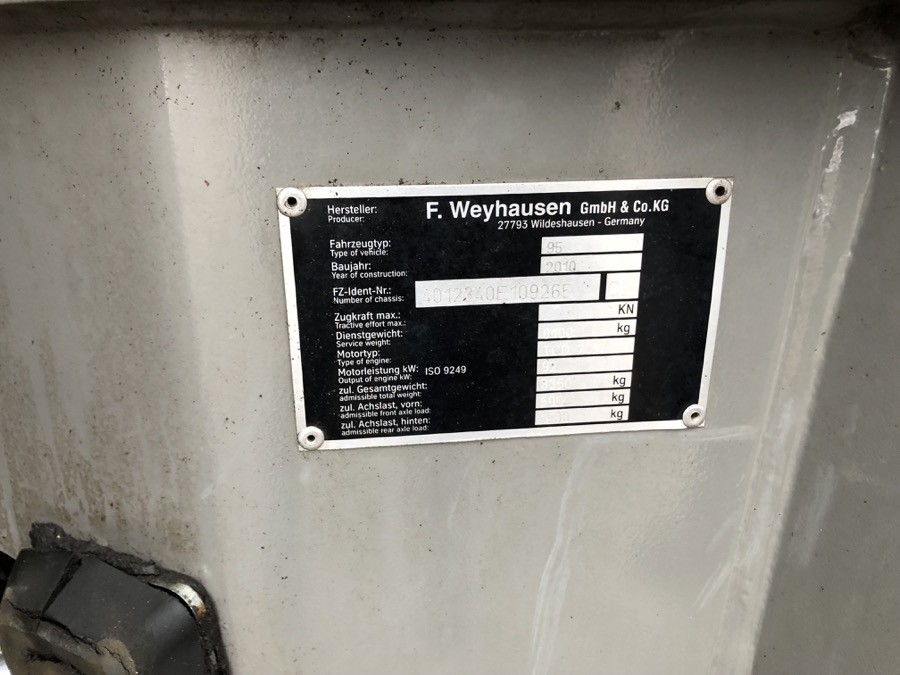 F. Weyhausen GmbH & Co.KG
27793 Wildeshausen - Germany
Hersteller:
Producer:
Fahrzeugtyp: 95
Type of vehicle:
Baujahr: 2010
Year of construction:
FZ-Ident-Nr.:
Number of chassis:
Zugkraft max.: KN
Tractive effort max.:
Dienstgewicht: kg
Service weight:
Motortyp:
Type of engine:
Motorleistung kW: ISO 9249
Output of engine kW:
zul. Gesamtgewicht: kg
admissible total weight:
zul. Achslast, vorn: kg
admissible front axle load:
zul. Achslast, hinten: kg
admissible rear axle load: